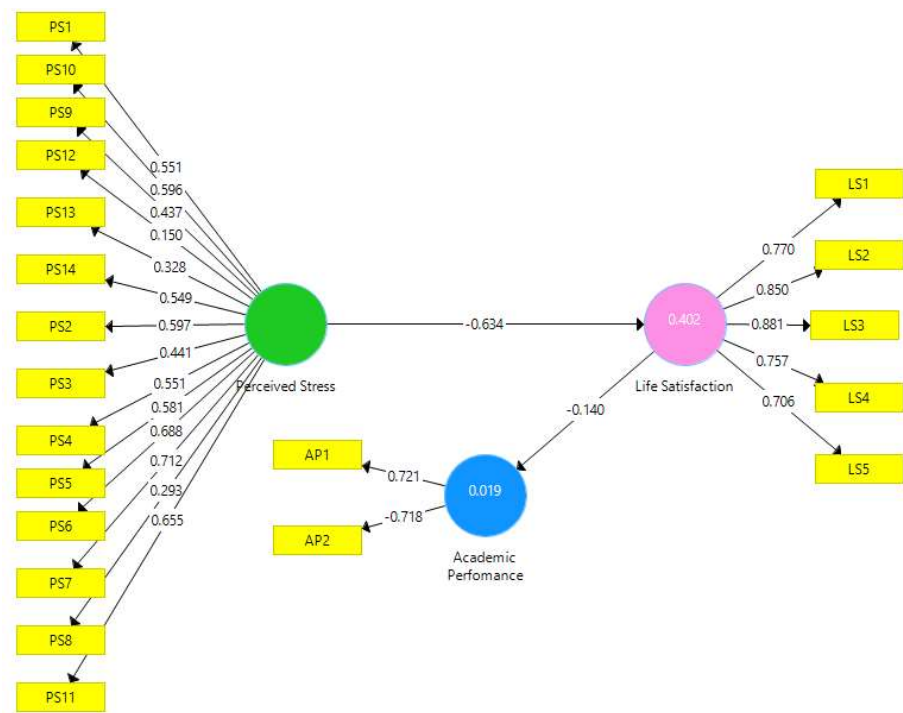 PS1
PS10
PS9
PS12
PS13
PS14
PS2
PS3
PS4
PS5
PS6
PS7
PS8
PS11
0.551
0.596
0.437
0.150
0.328
0.549
0.597
0.441
0.551
0.581
0.688
0.712
0.293
0.655
Perceived Stress
-0.634
0.402
Life Satisfaction
0.770
0.850
0.881
0.757
0.706
LS1
LS2
LS3
LS4
LS5
-0.140
0.019
Academic
Perfomance
0.721
-0.718
AP1
AP2